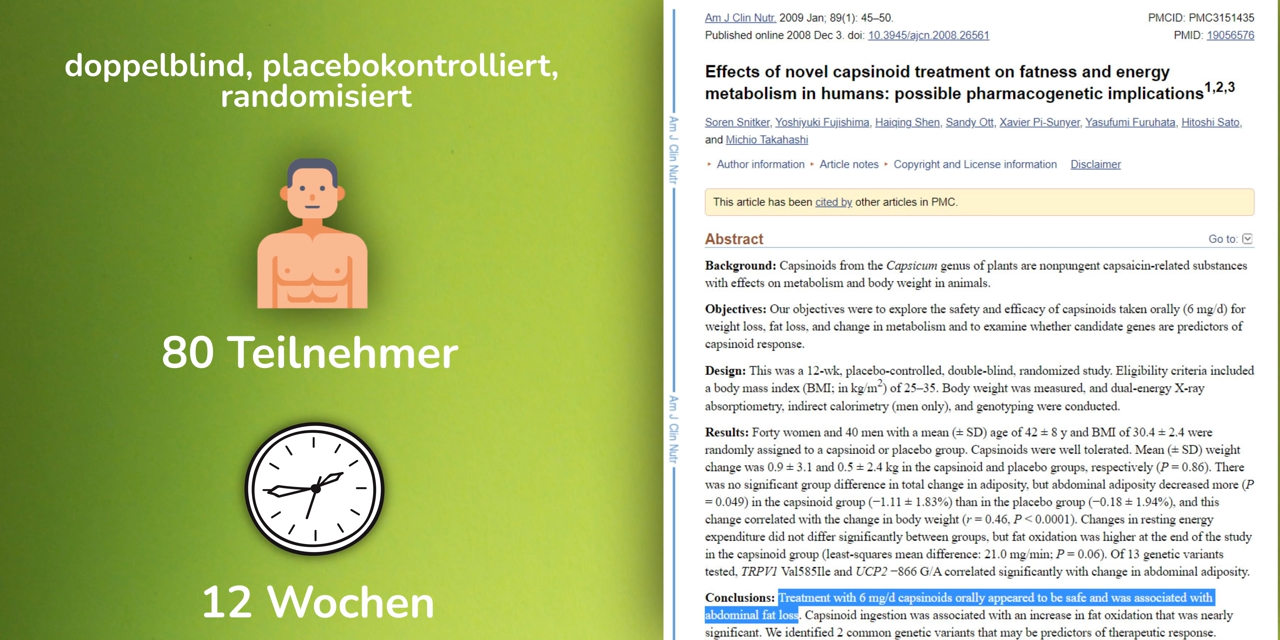 doppelblind, placebokontrolliert,
randomisiert
80 Teilnehmer
12 Wochen
Am J Clin Nutr
Am J Clin Nutr
Am J Clin Nutr. 2009 Jan; 89(1): 45–50.
PMCID: PMC3151435
Published online 2008 Dec 3. doi: 10.3945/ajcn.2008.26561
PMID: 19056576
Effects of novel capsinoid treatment on fatness and energy
metabolism in humans: possible pharmacogenetic implications1,2,3
Soren Snitker, Yoshiyuki Fujishima, Haiqing Shen, Sandy Ott, Xavier Pi-Sunyer, Yasufumi Furuhata, Hitoshi Sato,
and Michio Takahashi
▸ Author information ▸ Article notes ▸ Copyright and License information Disclaimer
This article has been cited by other articles in PMC.
Abstract
Go to:
Background: Capsinoids from the Capsicum genus of plants are nonpungent capsaicin-related substances
with effects on metabolism and body weight in animals.
Objectives: Our objectives were to explore the safety and efficacy of capsinoids taken orally (6 mg/d) for
weight loss, fat loss, and change in metabolism and to examine whether candidate genes are predictors of
capsinoid response.
Design: This was a 12-wk, placebo-controlled, double-blind, randomized study. Eligibility criteria included
a body mass index (BMI; in kg/m2) of 25–35. Body weight was measured, and dual-energy X-ray
absorptiometry, indirect calorimetry (men only), and genotyping were conducted.
Results: Forty women and 40 men with a mean (± SD) age of 42 ± 8 y and BMI of 30.4 ± 2.4 were
randomly assigned to a capsinoid or placebo group. Capsinoids were well tolerated. Mean (± SD) weight
change was 0.9 ± 3.1 and 0.5 ± 2.4 kg in the capsinoid and placebo groups, respectively (P = 0.86). There
was no significant group difference in total change in adiposity, but abdominal adiposity decreased more (P
= 0.049) in the capsinoid group (−1.11 ± 1.83%) than in the placebo group (−0.18 ± 1.94%), and this
change correlated with the change in body weight (r = 0.46, P < 0.0001). Changes in resting energy
expenditure did not differ significantly between groups, but fat oxidation was higher at the end of the study
in the capsinoid group (least-squares mean difference: 21.0 mg/min; P = 0.06). Of 13 genetic variants
tested, TRPV1 Val585Ile and UCP2 −866 G/A correlated significantly with change in abdominal adiposity.
Conclusions: Treatment with 6 mg/d capsinoids orally appeared to be safe and was associated with
abdominal fat loss. Capsinoid ingestion was associated with an increase in fat oxidation that was nearly
significant. We identified 2 common genetic variants that may be predictors of therapeutic response.